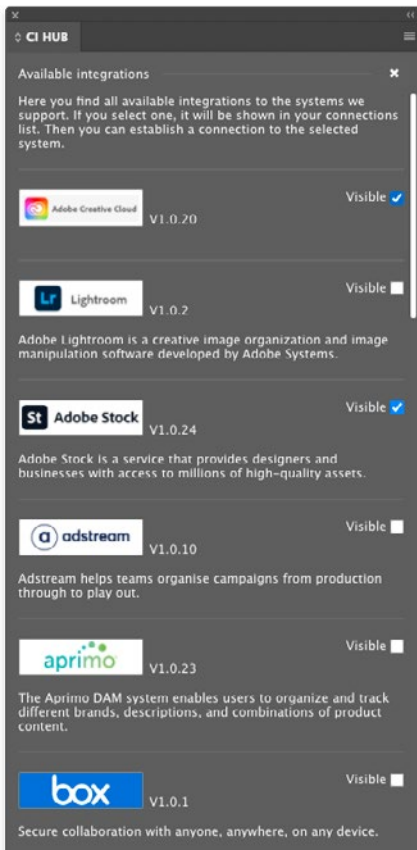 CI HUB
Available integrations
Here you find all available integrations to the systems we
support. If you select one, it will be shown in your connections
list. Then you can establish a connection to the selected
system.
Adobe Creative Cloud V1.0.20 Visible
Lr Lightroom V1.0.2 Visible
Adobe Lightroom is a creative image organization and image
manipulation software developed by Adobe Systems.
St Adobe Stock V1.0.24 Visible
Adobe Stock is a service that provides designers and
businesses with access to millions of high-quality assets.
a adstream V1.0.10 Visible
Adstream helps teams organise campaigns from production
through to play out.
aprimo V1.0.23 Visible
The Aprimo DAM system enables users to organize and track
different brands, descriptions, and combinations of product
content.
box V1.0.1 Visible
Secure collaboration with anyone, anywhere, on any device.